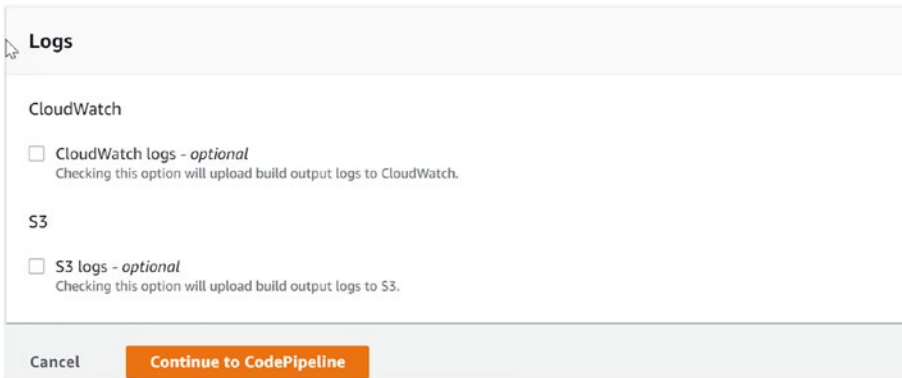 Logs
CloudWatch
CloudWatch logs - optional
Checking this option will upload build output logs to CloudWatch.
S3
S3 logs - optional
Checking this option will upload build output logs to S3.
Cancel
Continue to CodePipeline